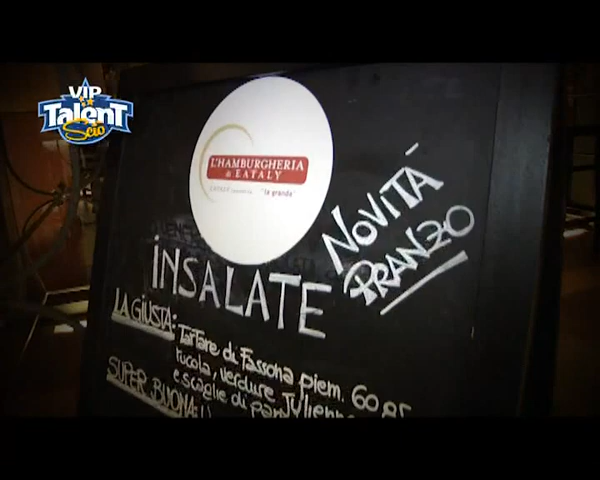 VIP
Talent
Scio
L'HAMBURGHERIA
di EATALY
"la granda"
NOVITÀ
PRANZO
INSALATE
LA GIUSTA: Tartare di Fassona piem. 60 gr
rucola, verdure Julienne
e scaglie di
SUPER BUONA: